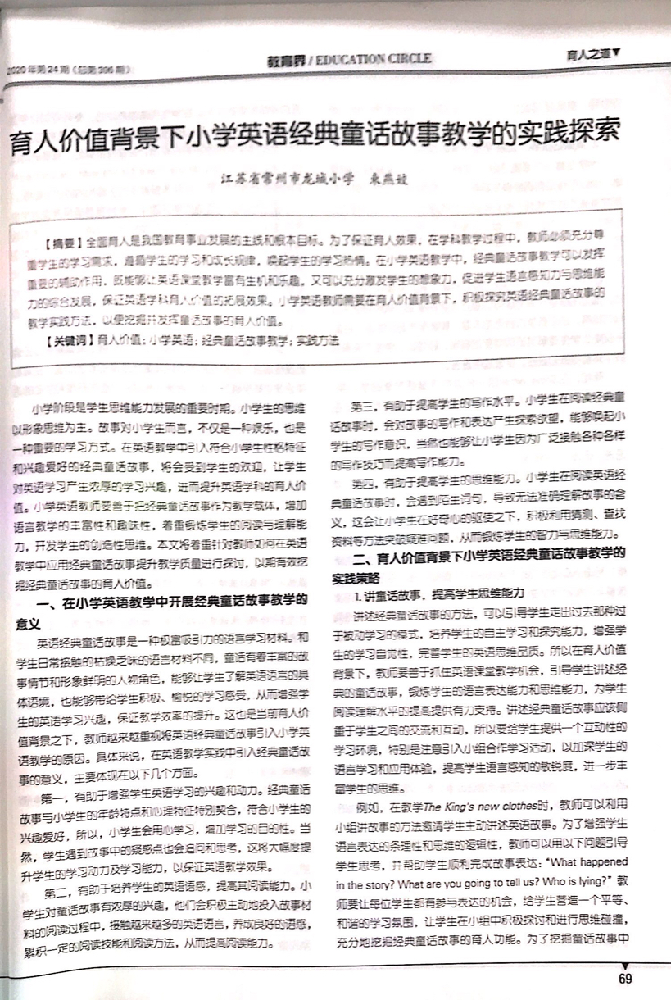 2020年第24期(总第396期)
教育界/EDUCATION CIRCLE
育人之道▼
育人价值背景下小学英语经典童话故事教学的实践探索
江苏省常州市龙城小学 束燕妓
【摘要】全面育人是我国教育事业发展的主线和根本目标。为了保证育人效果，在学科教学过程中，教师必须充分尊
重学生的学习需求，遵循学生的学习和成长规律，唤起学生的学习热情。在小学英语教学中，经典童话故事教学可以发挥
重要的辅助作用，既能够让英语课堂教学富有生机和乐趣，又可以充分激发学生的想象力，促进学生语言感知力与思维能
力的综合发展，保证英语学科育人价值的拓展效果。小学英语教师需要在育人价值背景下，积极探究英语经典童话故事的
教学实践方法，以便挖掘并发挥童话故事的育人价值。
【关键词】育人价值；小学英语；经典童话故事教学；实践方法
小学阶段是学生思维能力发展的重要时期。小学生的思维
以形象思维为主。故事对小学生而言，不仅是一种娱乐，也是
一种重要的学习方式。在英语教学中引入符合小学生性格特征
和兴趣爱好的经典童话故事，将会受到学生的欢迎，让学生
对英语学习产生浓厚的学习兴趣，进而提升英语学科的育人价
值。小学英语教师要善于把经典童话故事作为教学载体，增加
语言教学的丰富性和趣味性，着重锻炼学生的阅读与理解能
力，开发学生的创造性思维。本文将着重针对教师如何在英语
教学中应用经典童话故事提升教学质量进行探讨，以期有效挖
掘经典童话故事的育人价值。
一、在小学英语教学中开展经典童话故事教学的
意义
英语经典童话故事是一种极富吸引力的语言学习材料。和
学生日常接触的枯燥乏味的语言材料不同，童话有着丰富的故
事情节和形象鲜明的人物角色，能够让学生了解英语语言的具
体语境，也能够带给学生积极、愉悦的学习感受，从而增强学
生的英语学习兴趣，保证教学效率的提升。这也是当前育人价
值背景之下，教师越来越重视将英语经典童话故事引入小学英
语教学的原因。具体来说，在英语教学实践中引入经典童话故
事的意义，主要体现在以下几个方面。
第一，有助于增强学生英语学习的兴趣和动力。经典童话
故事与小学生的年龄特点和心理特征特别契合，符合小学生的
兴趣爱好，所以，小学生会用心学习，增加学习的目的性。当
然，学生遇到故事中的疑惑点也会追问和思考，这将大幅度提
升学生的学习动力及学习能力，以保证英语教学效果。
第二，有助于培养学生的英语语感，提高其阅读能力。小
学生对童话故事有浓厚的兴趣，他们会积极主动地投入故事材
料的阅读过程中，接触越来越多的英语语言，养成良好的语感，
累积一定的阅读技能和阅读方法，从而提高阅读能力。
第三，有助于提高学生的写作水平。小学生在阅读经典童
话故事时，会对故事的写作和表达产生探索欲望，能够唤起小
学生的写作意识，当然也能够让小学生因为广泛接触各种各样
的写作技巧而提高写作能力。
第四，有助于提高学生的思维能力。小学生在阅读英语经
典童话故事时，会遇到陌生词句，导致无法准确理解故事的含
义，这会让小学生在好奇心的驱使之下，积极利用猜测、查找
资料等方法突破疑难问题，从而锻炼学生的智力与思维能力。
二、育人价值背景下小学英语经典童话故事教学的
实践策略
1. 讲童话故事，提高学生思维能力
讲述经典童话故事的方法，可以引导学生走出过去那种过
于被动学习的模式，培养学生的自主学习和探究能力，增强学
生的学习自觉性，完善学生的英语思维品质。所以在育人价值
背景下，教师要善于抓住英语课堂教学机会，引导学生讲述经
典的童话故事，锻炼学生的语言表达能力和思维能力，为学生
阅读理解水平的提高提供有力支持。讲述经典童话故事应该侧
重于学生之间的交流和互动，所以要给学生提供一个互动性的
学习环境，特别是注意引入小组合作学习活动，以加深学生的
语言学习和应用体验，提高学生语言感知的敏锐度，进一步丰
富学生的思维。
例如，在教学The King's new clothes时，教师可以利用
小组讲故事的方法邀请学生主动讲述英语故事。为了增强学生
语言表达的条理性和思维的逻辑性，教师可以用以下问题引导
学生思考，并帮助学生顺利完成故事表达：“What happened
in the story? What are you going to tell us? Who is lying?”教
师要让每位学生都有参与表达的机会，给学生营造一个平等、
和谐的学习氛围，让学生在小组中积极探讨和进行思维碰撞，
充分地挖掘经典童话故事的育人功能。为了挖掘童话故事中
69